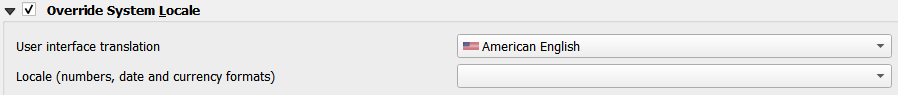 Override System Locale
User interface translation
American English
Locale (numbers, date and currency formats)